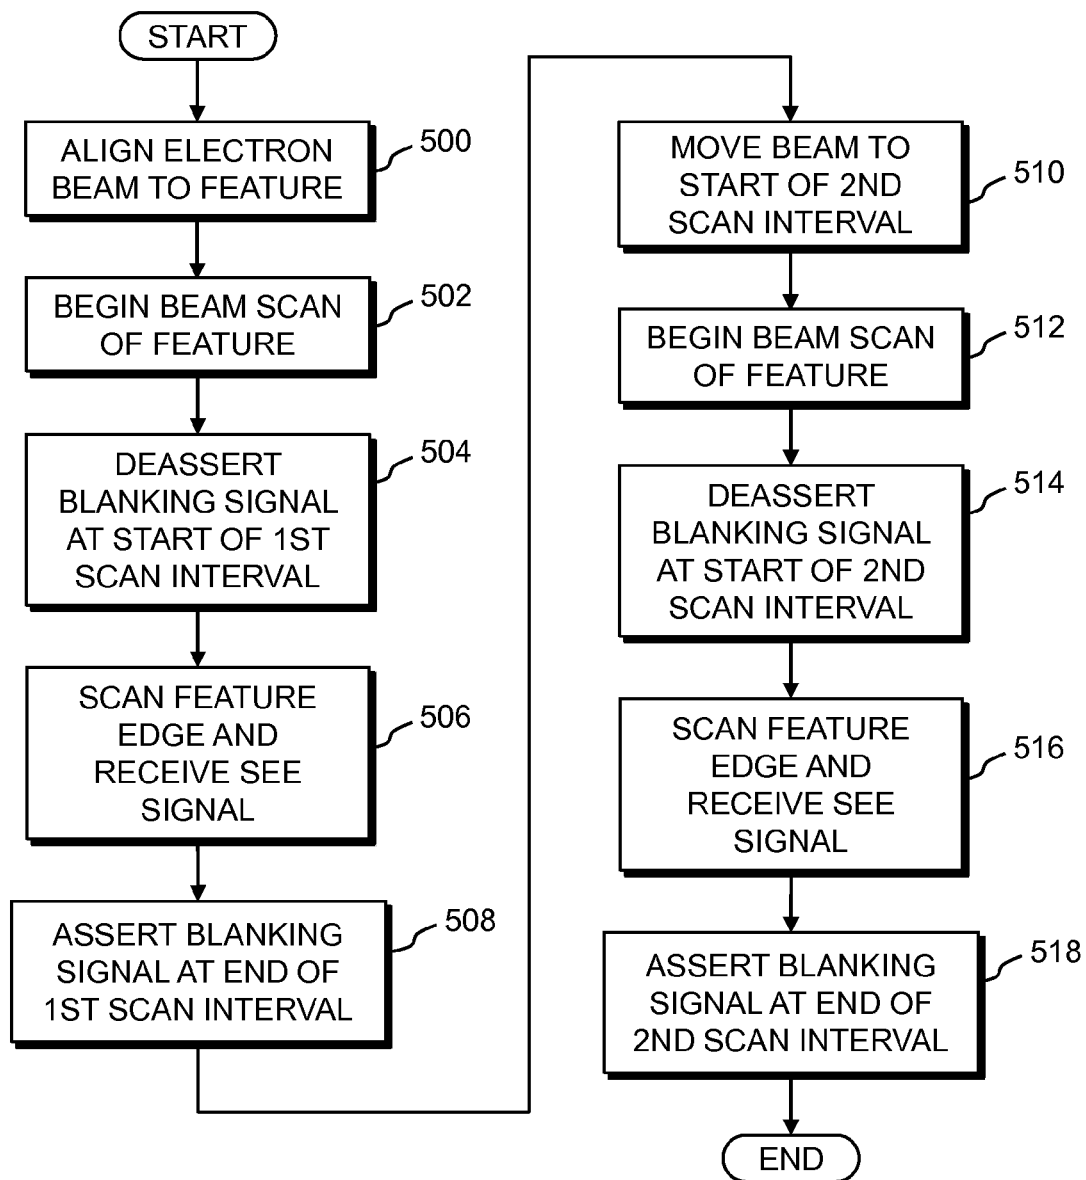 START
ALIGN ELECTRON
BEAM TO FEATURE
500
BEGIN BEAM SCAN
OF FEATURE
502
DEASSERT
BLANKING SIGNAL
AT START OF 1ST
SCAN INTERVAL
504
SCAN FEATURE
EDGE AND
RECEIVE SEE
SIGNAL
506
ASSERT BLANKING
SIGNAL AT END OF
1ST SCAN INTERVAL
508
MOVE BEAM TO
START OF 2ND
SCAN INTERVAL
510
BEGIN BEAM SCAN
OF FEATURE
512
DEASSERT
BLANKING SIGNAL
AT START OF 2ND
SCAN INTERVAL
514
SCAN FEATURE
EDGE AND
RECEIVE SEE
SIGNAL
516
ASSERT BLANKING
SIGNAL AT END OF
2ND SCAN INTERVAL
518
END